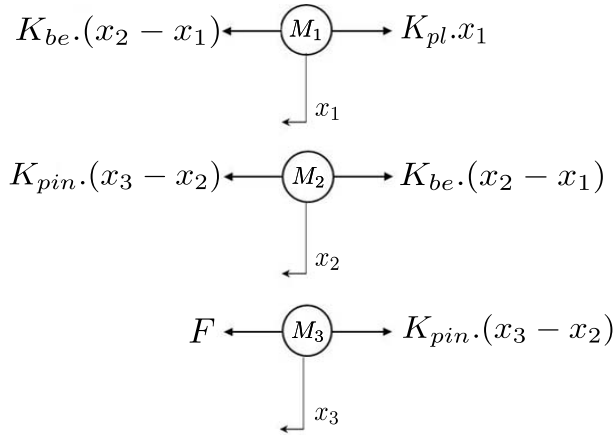 K_{be}.(x_2 − x_1) M_1 K_{pl}.x_1
x_1
K_{pin}.(x_3 − x_2) M_2 K_{be}.(x_2 − x_1)
x_2
F M_3 K_{pin}.(x_3 − x_2)
x_3